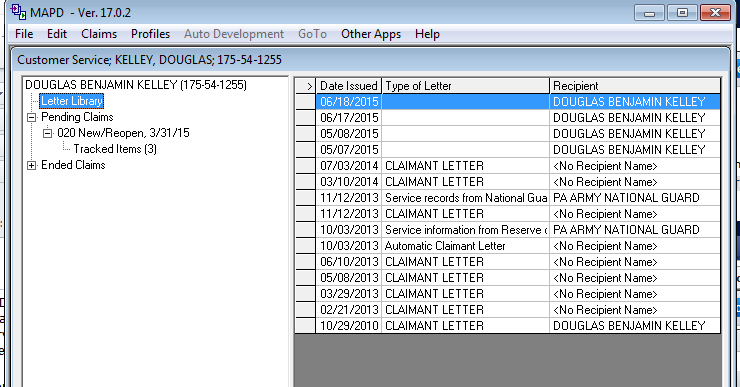 MAPD - Ver. 17.0.2
File Edit Claims Profiles Auto Development GoTo Other Apps Help
Customer Service; KELLEY, DOUGLAS; 175-54-1255
DOUGLAS BENJAMIN KELLEY (175-54-1255)
Letter Library
Pending Claims
020 New/Reopen, 3/31/15
Tracked Items (3)
Ended Claims
> Date Issued Type of Letter Recipient
06/18/2015 DOUGLAS BENJAMIN KELLEY
06/17/2015 DOUGLAS BENJAMIN KELLEY
05/08/2015 DOUGLAS BENJAMIN KELLEY
05/07/2015 DOUGLAS BENJAMIN KELLEY
07/03/2014 CLAIMANT LETTER <No Recipient Name>
03/10/2014 CLAIMANT LETTER <No Recipient Name>
11/12/2013 Service records from National Gua PA ARMY NATIONAL GUARD
11/12/2013 CLAIMANT LETTER <No Recipient Name>
10/03/2013 Service information from Reserve PA ARMY NATIONAL GUARD
10/03/2013 Automatic Claimant Letter <No Recipient Name>
06/10/2013 CLAIMANT LETTER <No Recipient Name>
05/08/2013 CLAIMANT LETTER <No Recipient Name>
03/29/2013 CLAIMANT LETTER <No Recipient Name>
02/21/2013 CLAIMANT LETTER <No Recipient Name>
10/29/2010 CLAIMANT LETTER DOUGLAS BENJAMIN KELLEY